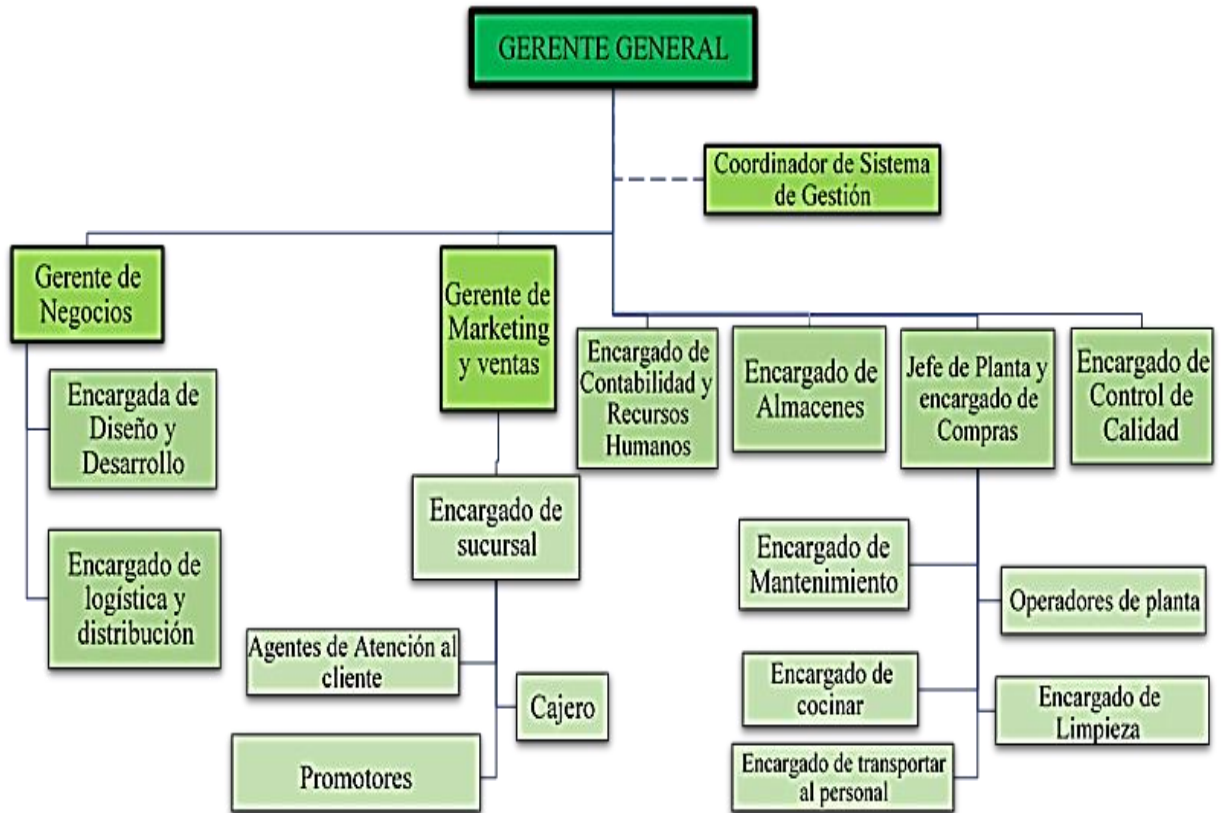 GERENTE GENERAL
Coordinador de Sistema
de Gestión
Gerente de
Negocios
Gerente de
Marketing
y ventas
Encargado de
Contabilidad y
Recursos
Humanos
Encargado de
Almacenes
Jefe de Planta y
encargado de
Compras
Encargado de
Control de
Calidad
Encargada de
Diseño y
Desarrollo
Encargado de
logística y
distribución
Encargado de
sucursal
Agentes de Atención al
cliente
Cajero
Promotores
Encargado de
Mantenimiento
Operadores de planta
Encargado de
cocinar
Encargado de
Limpieza
Encargado de transportar
al personal